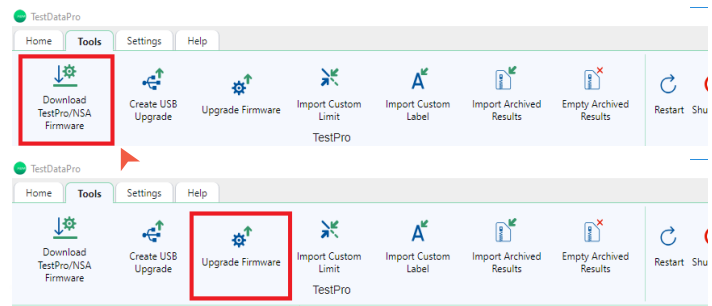 TestDataPro
Home Tools Settings Help
Download TestPro/NSA Firmware
Create USB Upgrade
Upgrade Firmware
Import Custom Limit
Import Custom Label
Import Archived Results
Empty Archived Results
Restart Shu
TestPro
TestDataPro
Home Tools Settings Help
Download TestPro/NSA Firmware
Create USB Upgrade
Upgrade Firmware
Import Custom Limit
Import Custom Label
Import Archived Results
Empty Archived Results
Restart Shu
TestPro